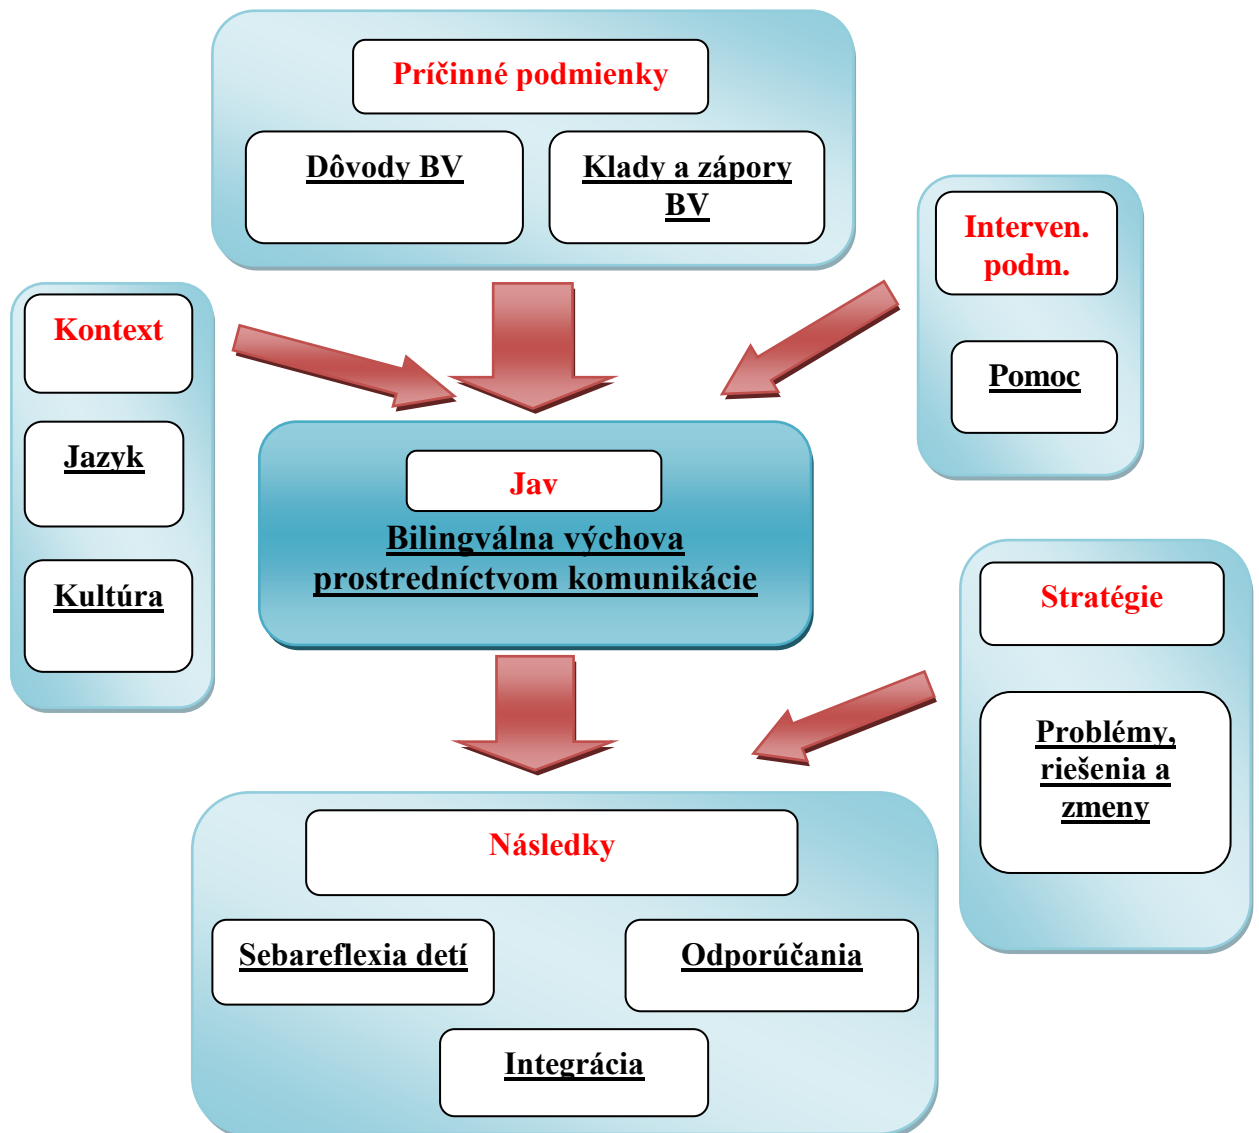 Príčinné podmienky
Dôvody BV
Klady a zápory
BV
Interven.
podm.
Pomoc
Kontext
Jazyk
Kultúra
Jav
Bilingválna výchova
prostredníctvom komunikácie
Stratégie
Problémy,
riešenia a
zmeny
Následky
Sebareflexia detí
Odporúčania
Integrácia